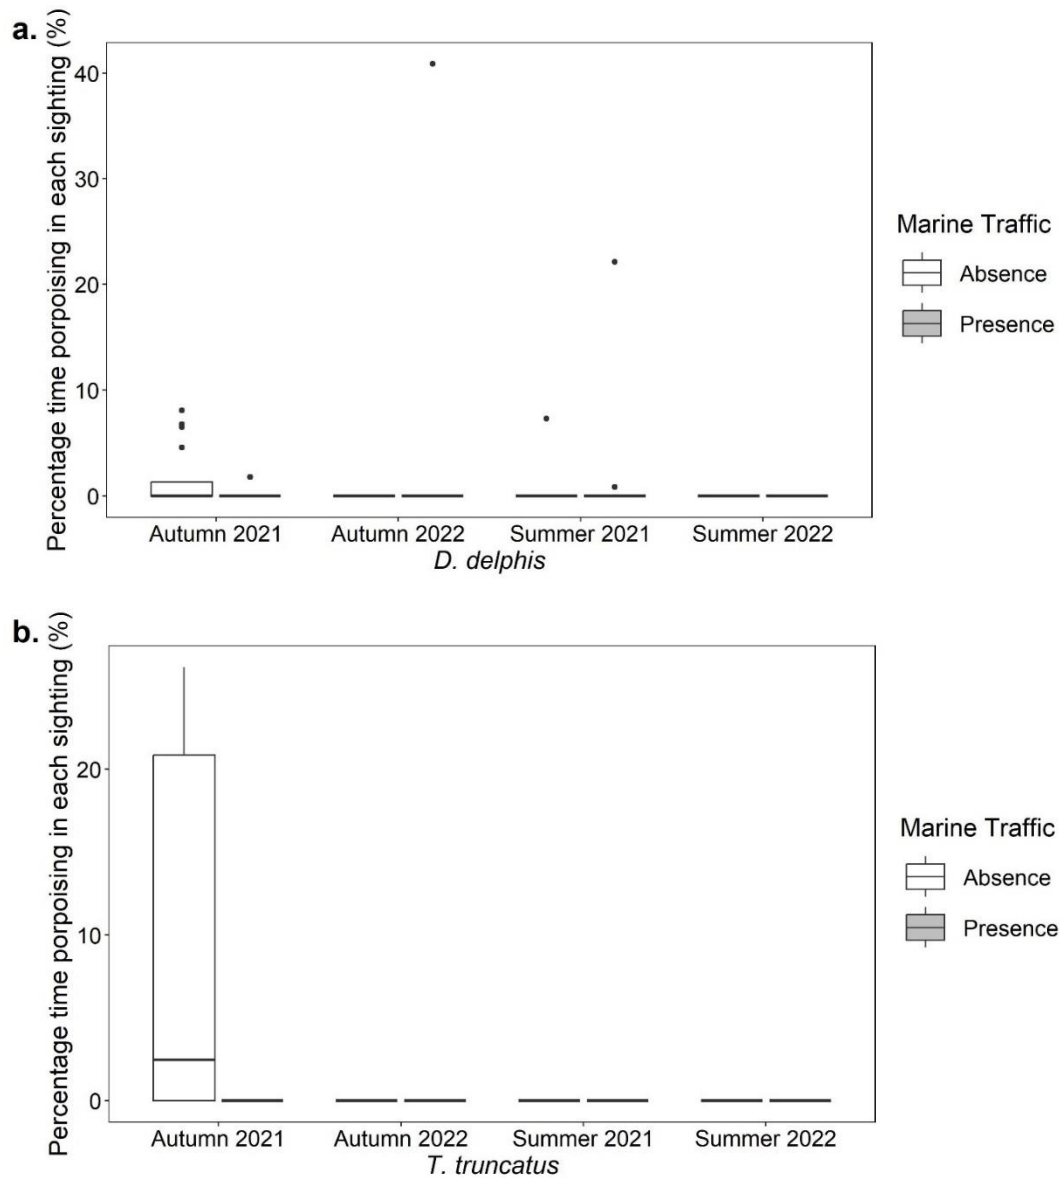 a.
Percentage time porpoising in each sighting (%)
40
30
20
10
0
Autumn 2021 Autumn 2022 Summer 2021 Summer 2022
D. delphis
Marine Traffic
Absence
Presence
b.
Percentage time porpoising in each sighting (%)
20
10
0
Autumn 2021 Autumn 2022 Summer 2021 Summer 2022
T. truncatus
Marine Traffic
Absence
Presence